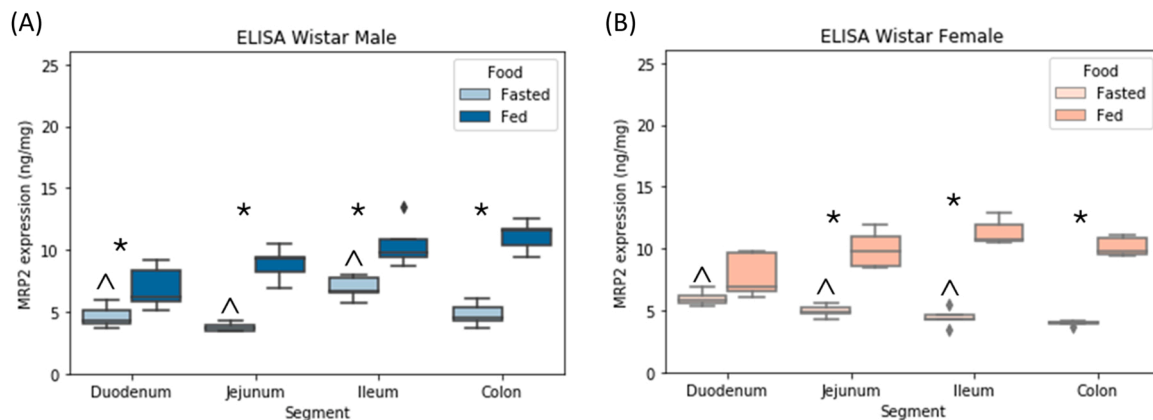 (A)
ELISA Wistar Male
25
20
15
10
5
0
MRP2 expression (ng/mg)
Food
Fasted
Fed
* * * *
^ ^ ^
Duodenum Jejunum Ileum Colon
Segment
(B)
ELISA Wistar Female
25
20
15
10
5
0
MRP2 expression (ng/mg)
Food
Fasted
Fed
* * *
^ ^ ^
Duodenum Jejunum Ileum Colon
Segment